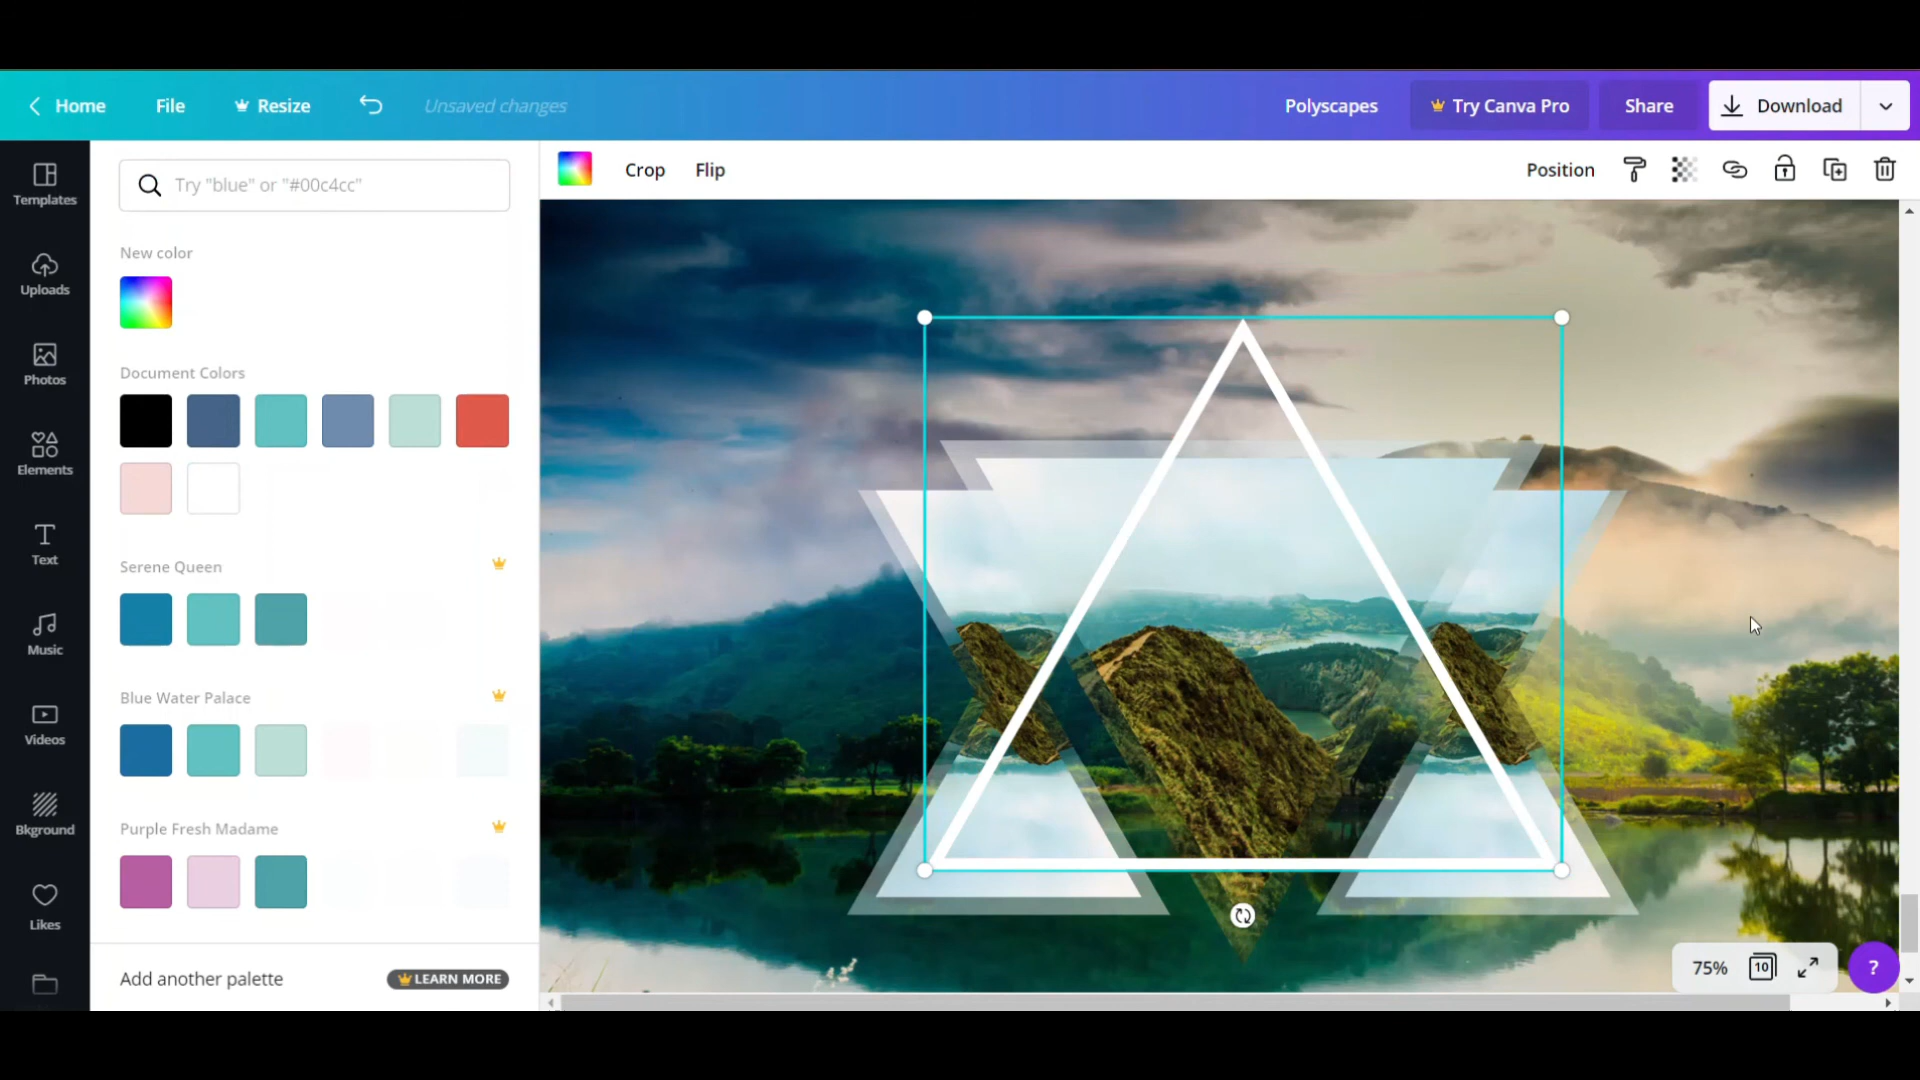 Home File Resize Unsaved changes Polyscapes Try Canva Pro Share Download
Templates
Uploads
Photos
Elements
Text
Music
Videos
Bkground
Likes
Try "blue" or "#00c4cc"
New color
Document Colors
Serene Queen
Blue Water Palace
Purple Fresh Madame
Add another palette LEARN MORE
Crop Flip Position
75% 10 ?